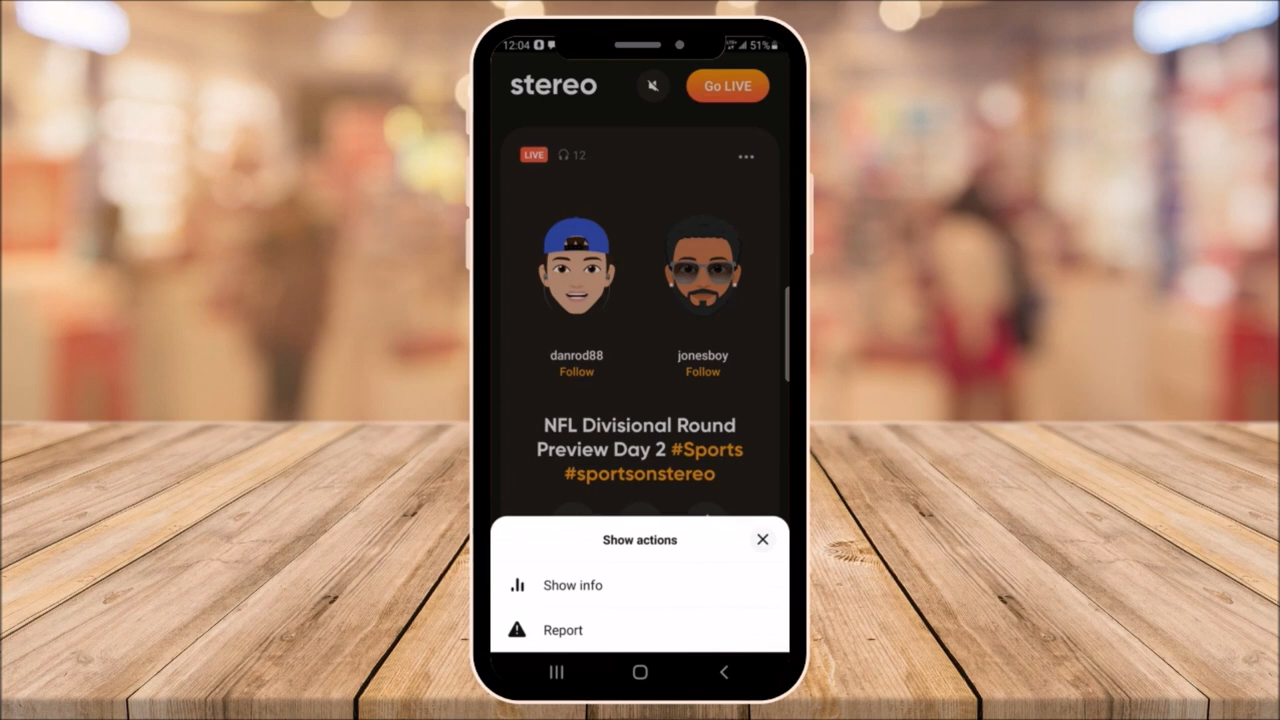 12:04 51%
stereo Go LIVE
LIVE 12
danrod88 jonesboy
Follow Follow
NFL Divisional Round
Preview Day 2 #Sports
#sportsonstereo
Show actions
Show info
Report